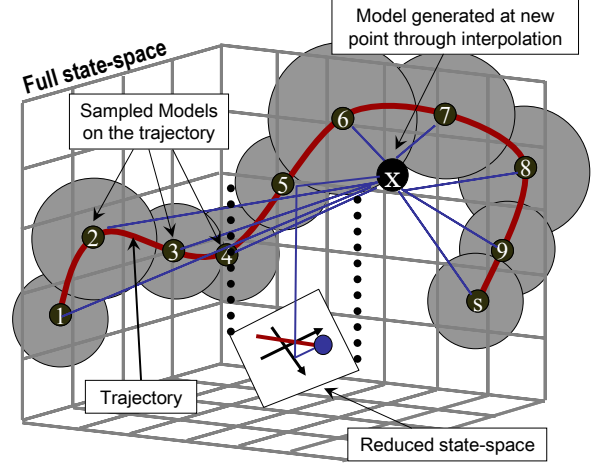 Model generated at new
point through interpolation
Full state-space
Sampled Models
on the trajectory
6
7
8
x
5
2
3
4
9
1
s
Trajectory
Reduced state-space